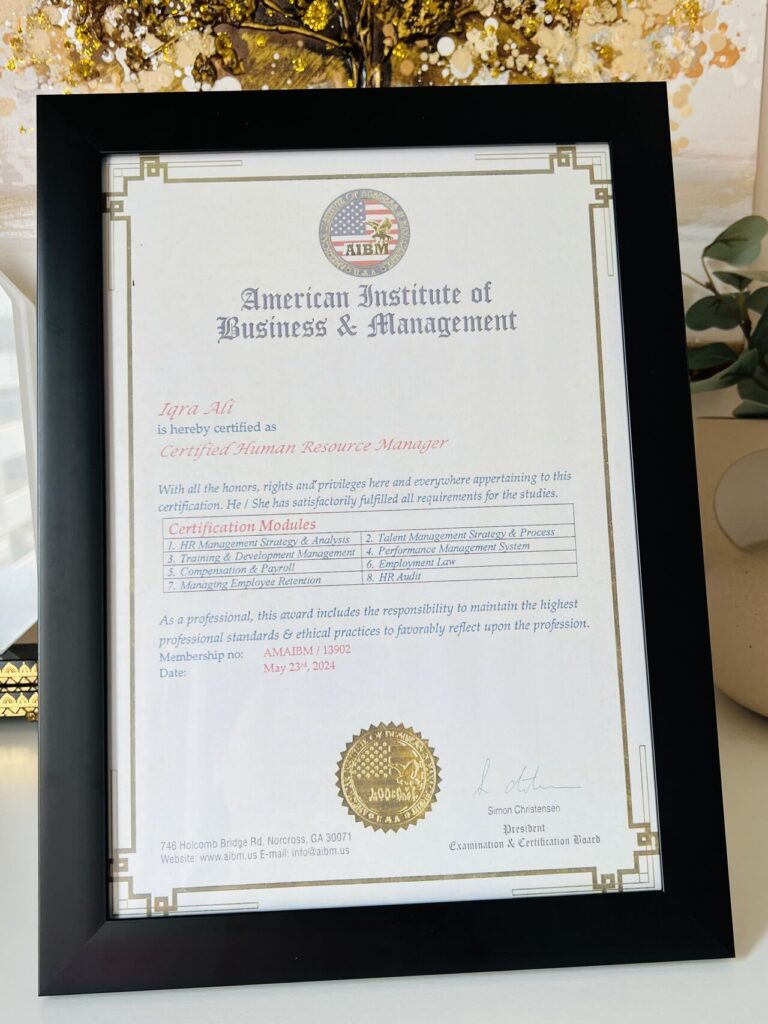 AIBM
U.S.A
American Institute of
Business & Management
Iqra Ali
is hereby certified as
Certified Human Resource Manager
With all the honors, rights and privileges here and everywhere appertaining to this
certification. He / She has satisfactorily fulfilled all requirements for the studies.
Certification Modules
1. HR Management Strategy & Analysis 2. Talent Management Strategy & Process
3. Training & Development Management 4. Performance Management System
5. Compensation & Payroll 6. Employment Law
7. Managing Employee Retention 8. HR Audit
As a professional, this award includes the responsibility to maintain the highest
professional standards & ethical practices to favorably reflect upon the profession.
Membership no: AMAIBM / 13902
Date: May 23rd, 2024
Simon Christensen
President
Examination & Certification Board
746 Holcomb Bridge Rd, Norcross, GA 30071
Website: www.aibm.us E-mail: info@aibm.us